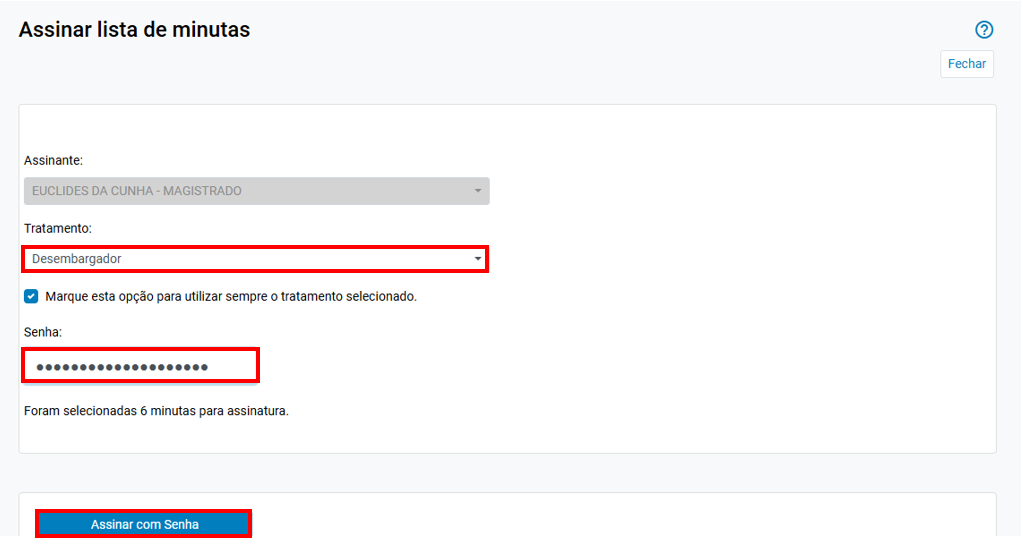 Assinar lista de minutas
Fechar
Assinante:
EUCLIDES DA CUNHA - MAGISTRADO
Tratamento:
Desembargador
Marque esta opção para utilizar sempre o tratamento selecionado.
Senha:
••••••••••••••••••••
Foram selecionadas 6 minutas para assinatura.
Assinar com Senha